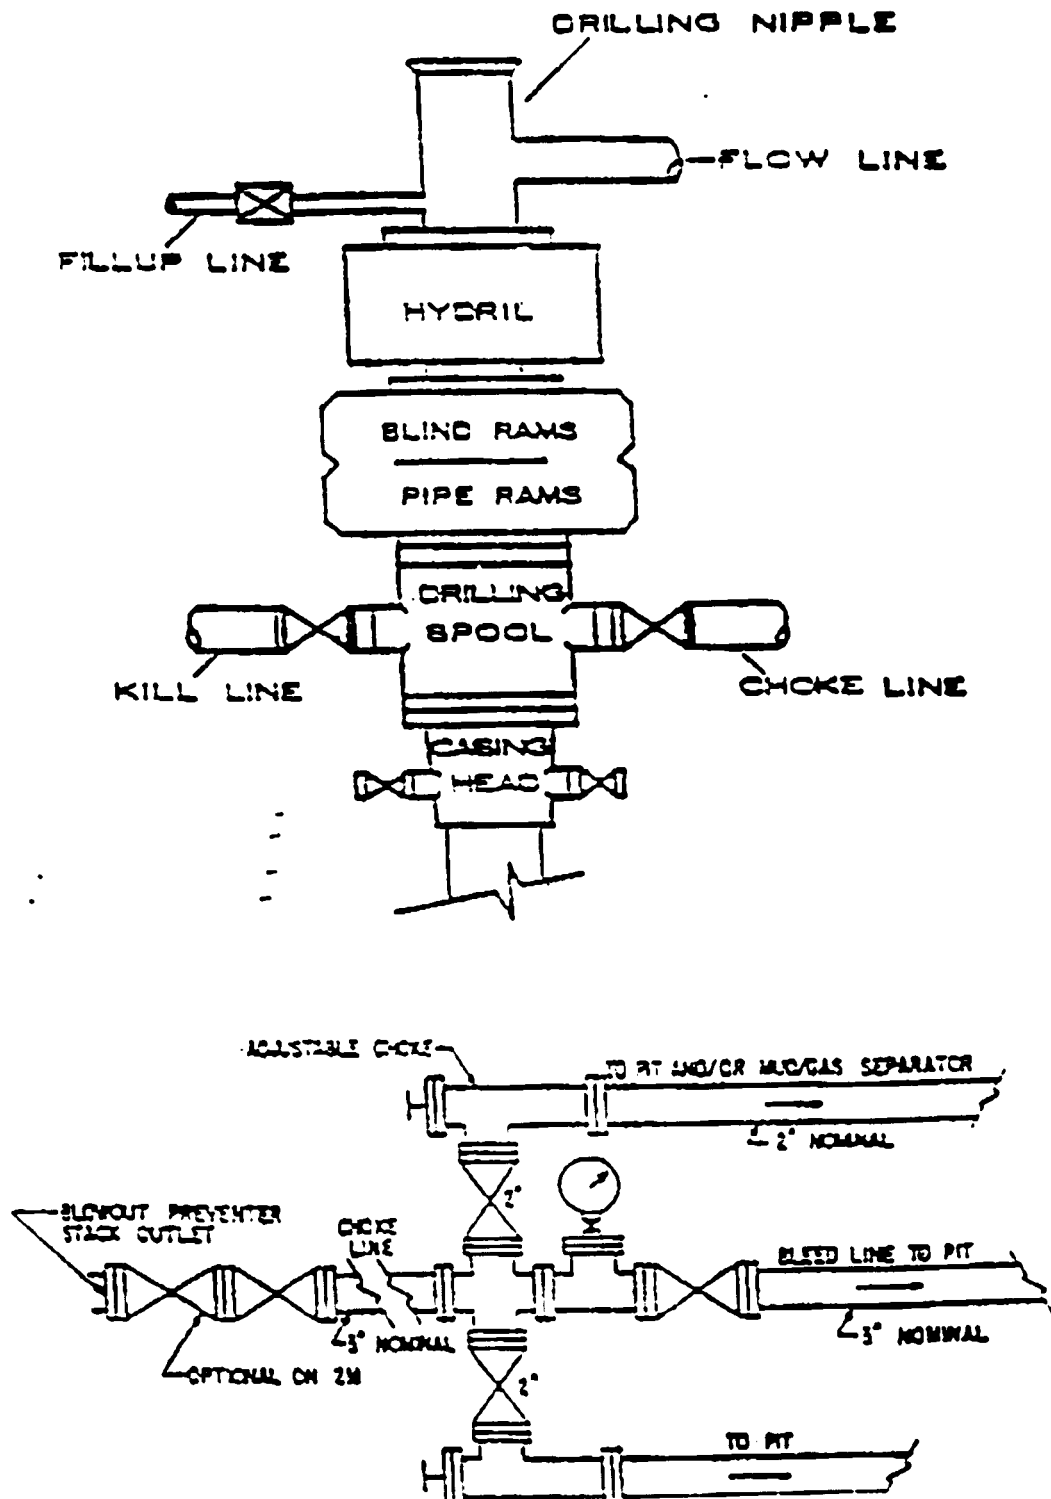 DRILLING NIPPLE
FLOW LINE
FILLUP LINE
HYDRIL
BLIND RAMS
PIPE RAMS
DRILLING
SPOOL
KILL LINE
CHOKE LINE
CASING
HEAD
ADJUSTABLE CHOKE
TO PIT AND/OR MUD/GAS SEPARATOR
2" NOMINAL
2"
BLOWOUT PREVENTER
STACK OUTLET
CHOKE
LINE
BLEED LINE TO PIT
3" NOMINAL
3" NOMINAL
OPTIONAL ON 2M
2"
TO PIT